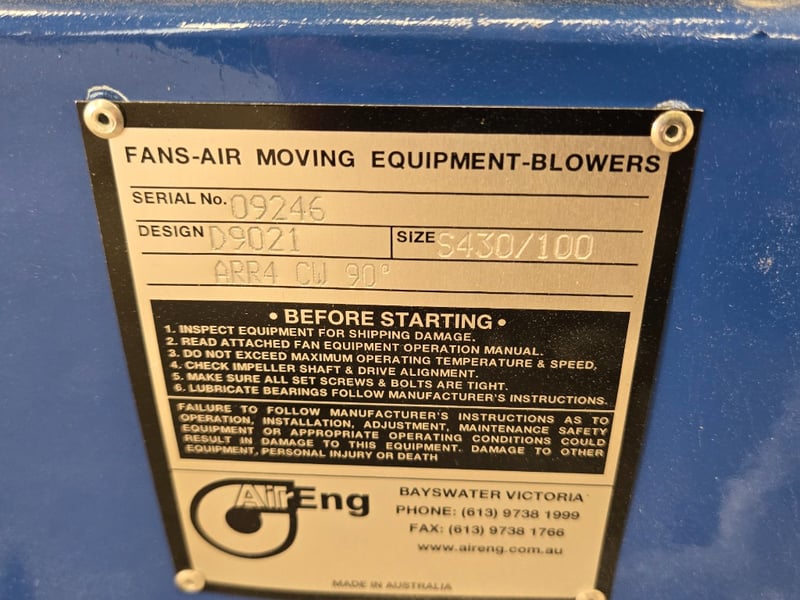 FANS-AIR MOVING EQUIPMENT-BLOWERS
SERIAL No. 09246
DESIGN D9021 SIZE S430/100
ARR4 CW 90°
• BEFORE STARTING •
1. INSPECT EQUIPMENT FOR SHIPPING DAMAGE.
2. READ ATTACHED FAN EQUIPMENT OPERATION MANUAL.
3. DO NOT EXCEED MAXIMUM OPERATING TEMPERATURE & SPEED,
4. CHECK IMPELLER SHAFT & DRIVE ALIGNMENT.
5. MAKE SURE ALL SET SCREWS & BOLTS ARE TIGHT.
6. LUBRICATE BEARINGS FOLLOW MANUFACTURER'S INSTRUCTIONS.
FAILURE TO FOLLOW MANUFACTURER'S INSTRUCTIONS AS TO
OPERATION, INSTALLATION, ADJUSTMENT, MAINTENANCE SAFETY
EQUIPMENT OR APPROPRIATE OPERATING CONDITIONS COULD
RESULT IN DAMAGE TO THIS EQUIPMENT. DAMAGE TO OTHER
EQUIPMENT, PERSONAL INJURY OR DEATH
AirEng
BAYSWATER VICTORIA
PHONE: (613) 9738 1999
FAX: (613) 9738 1766
www.aireng.com.au
MADE IN AUSTRALIA